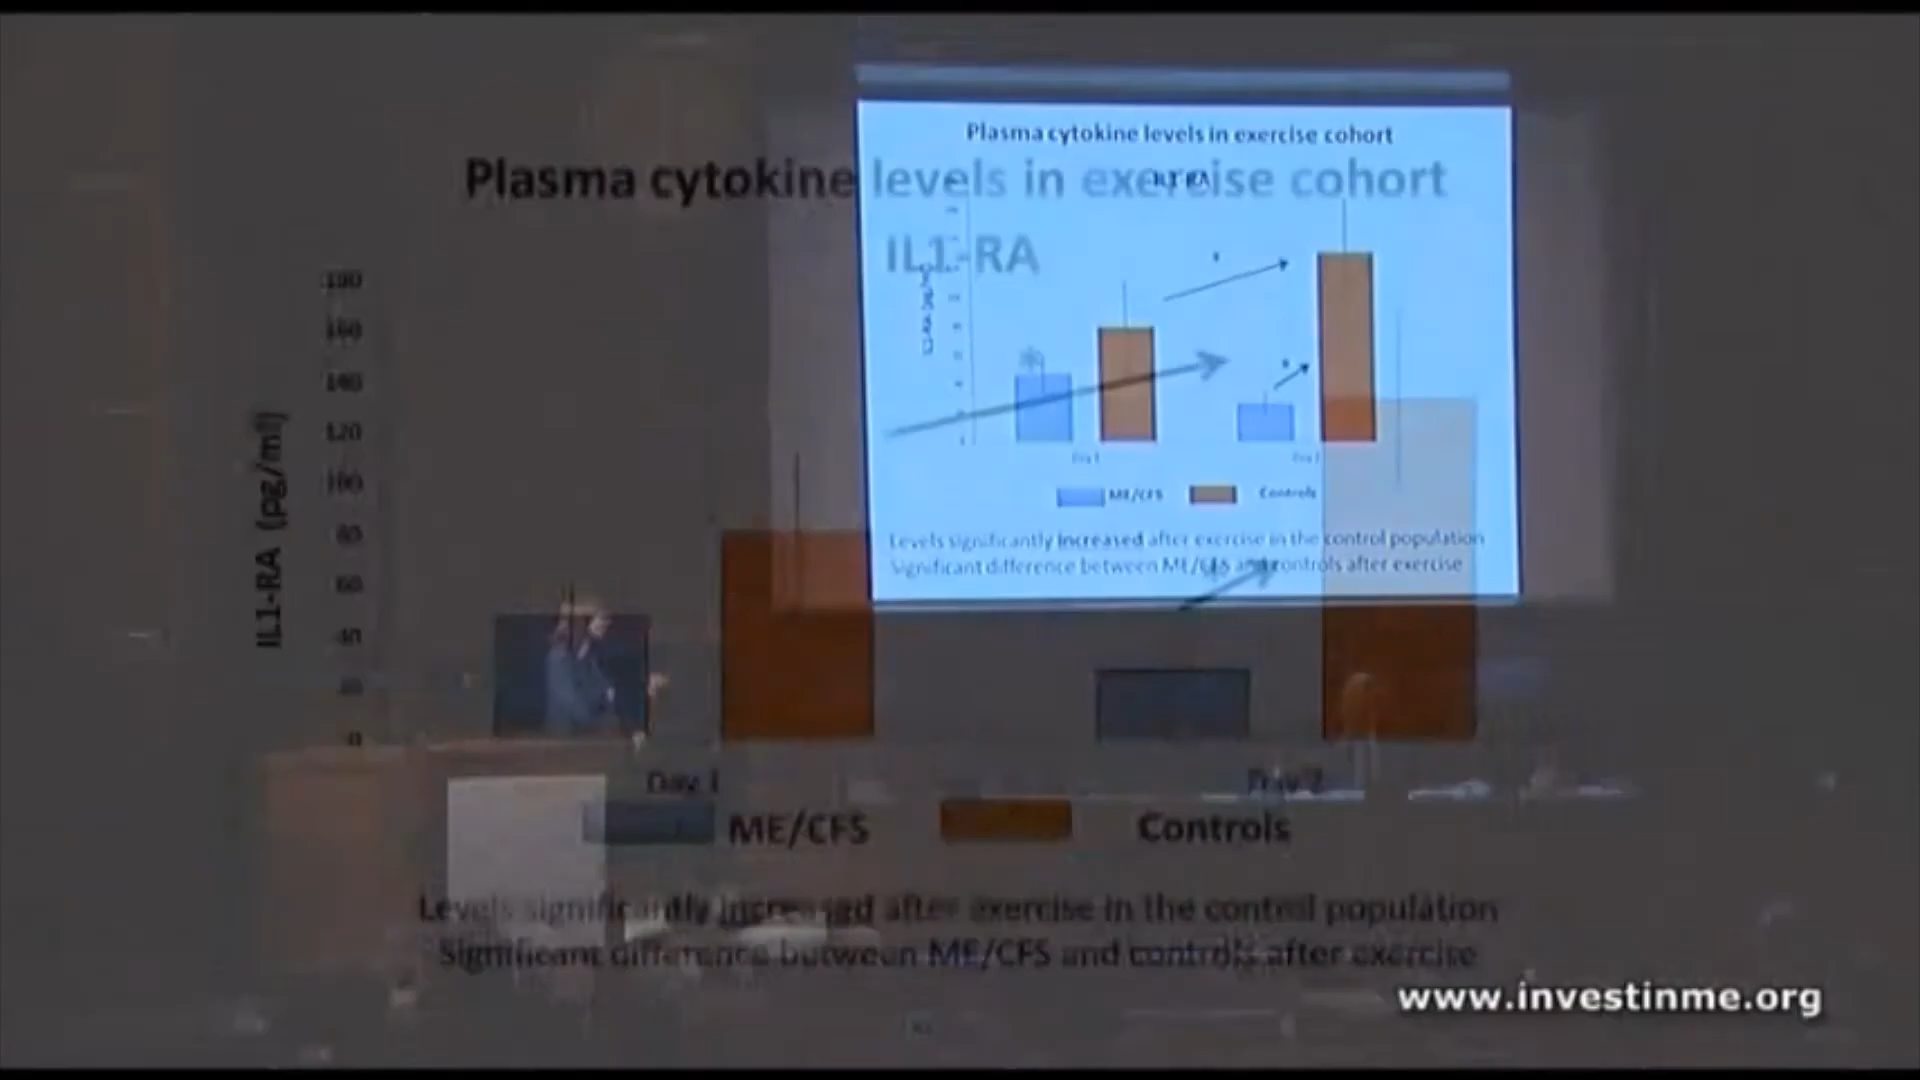 Plasma cytokine levels in exercise cohort
Plasma cytokine levels in exercise cohort
IL1-RA
180
160
140
120
100
80
60
40
20
0
IL1-RA (pg/ml)
Day 1
Day 2
ME/CFS
Controls
ME/CFS
Controls
Levels significantly increased after exercise in the control population
Significant difference between ME/CFS and controls after exercise
Levels significantly increased after exercise in the control population
Significant difference between ME/CFS and controls after exercise
www.investinme.org